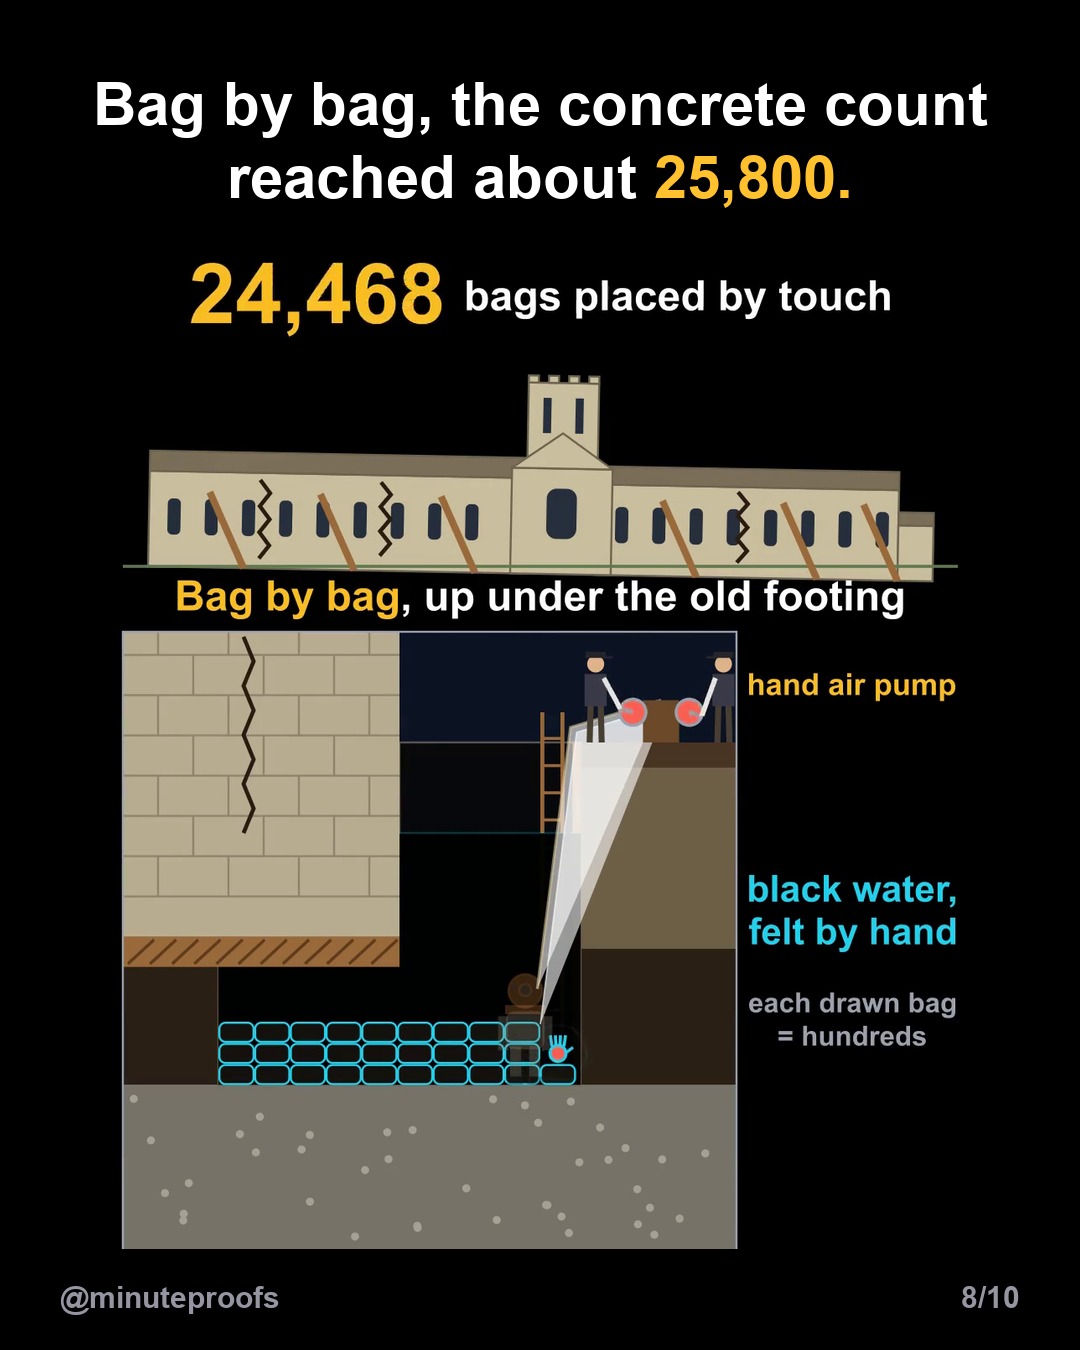 Bag by bag, the concrete count
reached about 25,800.
24,468 bags placed by touch
Bag by bag, up under the old footing
hand air pump
black water,
felt by hand
each drawn bag
= hundreds
@minuteproofs
8/10